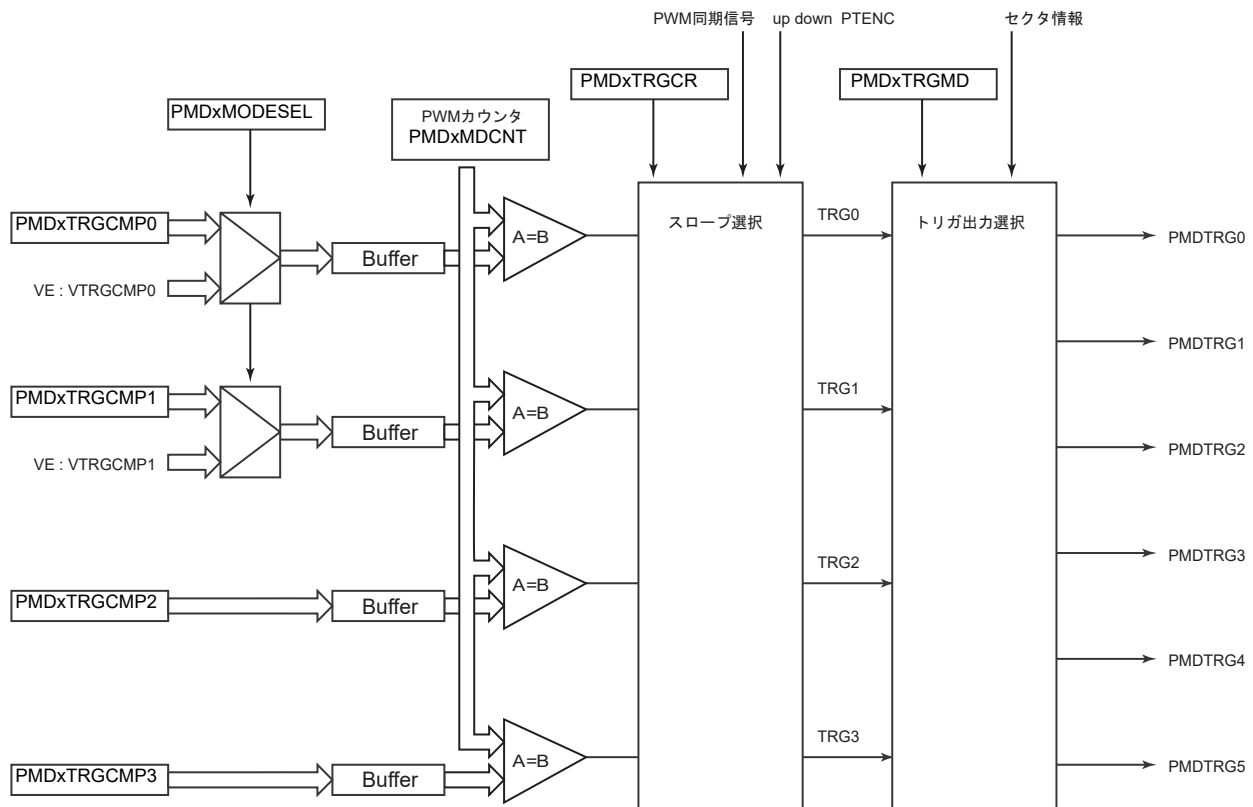 PWM同期信号 up down PTENC セクタ情報
PMDxTRGCR PMDxTRGMD
PMDxMODESEL
PWMカウンタ
PMDxMDCNT
PMDxTRGCMP0
VE : VTRGCMP0
Buffer
A=B
スロープ選択
TRG0
トリガ出力選択
PMDTRG0
PMDTRG1
PMDxTRGCMP1
VE : VTRGCMP1
Buffer
A=B
TRG1
PMDTRG2
PMDTRG3
PMDxTRGCMP2
Buffer
A=B
TRG2
PMDTRG4
PMDxTRGCMP3
Buffer
A=B
TRG3
PMDTRG5